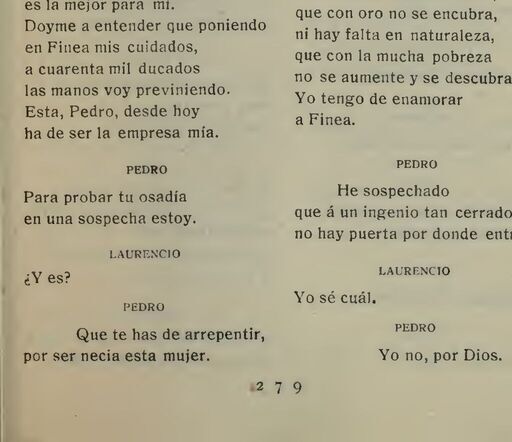 es la mejor para mí.
Doyme a entender que poniendo
en Finea mis cuidados,
a cuarenta mil ducados
las manos voy previniendo.
Esta, Pedro, desde hoy
ha de ser la empresa mía.
PEDRO
Para probar tu osadía
en una sospecha estoy.
LAURENCIO
¿Y es?
PEDRO
Que te has de arrepentir,
por ser necia esta mujer.
que con oro no se encubra,
ni hay falta en naturaleza,
que con la mucha pobreza
no se aumente y se descubra
Yo tengo de enamorar
a Finea.
PEDRO
He sospechado
que á un ingenio tan cerrado
no hay puerta por donde
LAURENCIO
Yo sé cuál.
PEDRO
Yo no, por Dios.
279